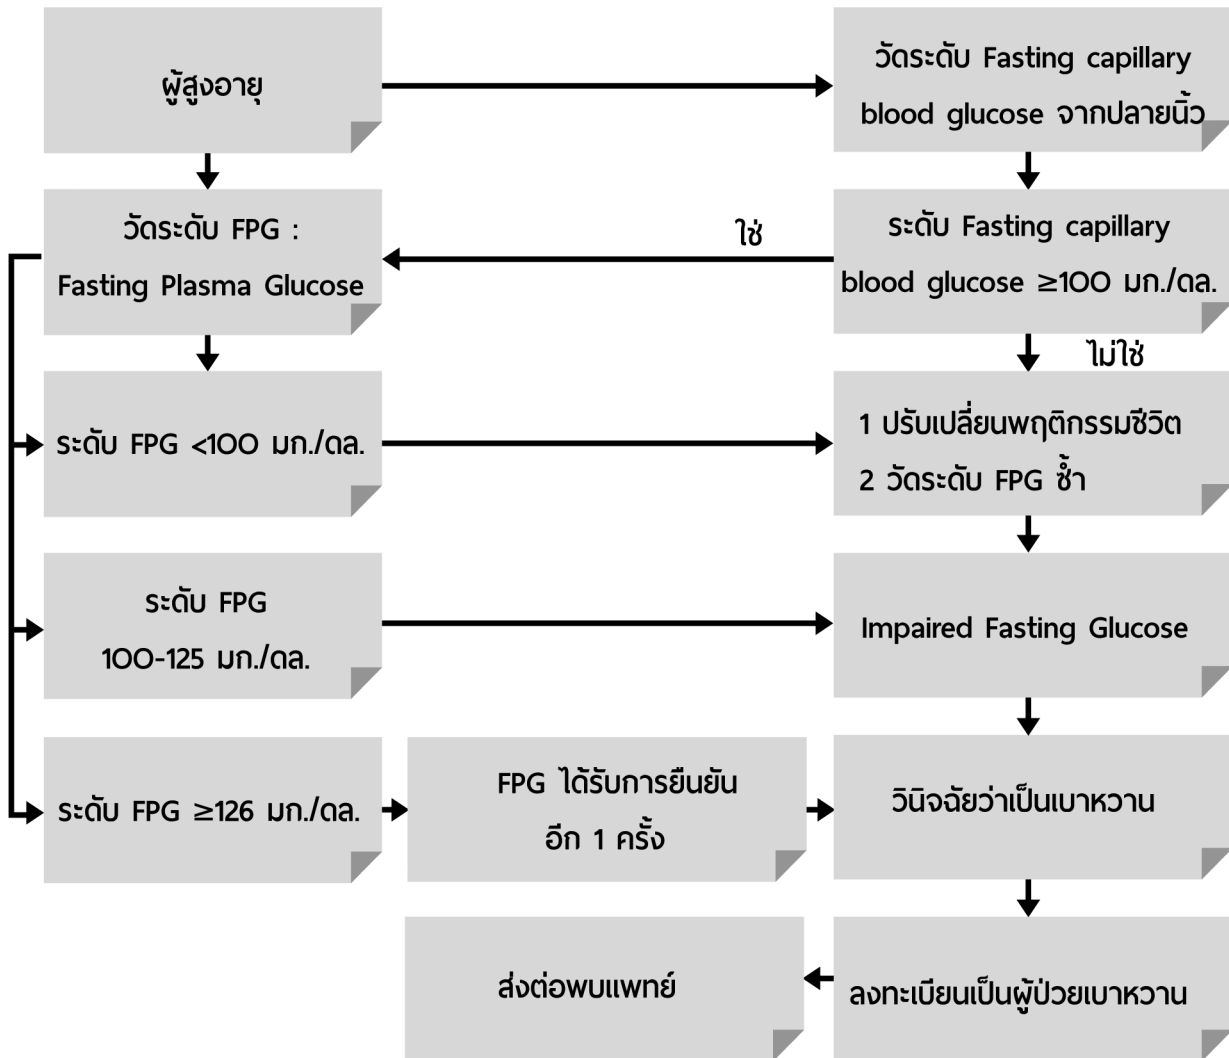 ผู้สูงอายุ
วัดระดับ Fasting capillary
blood glucose จากปลายนิ้ว
วัดระดับ FPG :
Fasting Plasma Glucose
ใช่
ระดับ Fasting capillary
blood glucose ≥100 มก./ดล.
ไม่ใช่
ระดับ FPG <100 มก./ดล.
1 ปรับเปลี่ยนพฤติกรรมชีวิต
2 วัดระดับ FPG ซ้ำ
ระดับ FPG
100-125 มก./ดล.
Impaired Fasting Glucose
ระดับ FPG ≥126 มก./ดล.
FPG ได้รับการยืนยัน
อีก 1 ครั้ง
วินิจฉัยว่าเป็นเบาหวาน
ส่งต่อพบแพทย์
ลงทะเบียนเป็นผู้ป่วยเบาหวาน